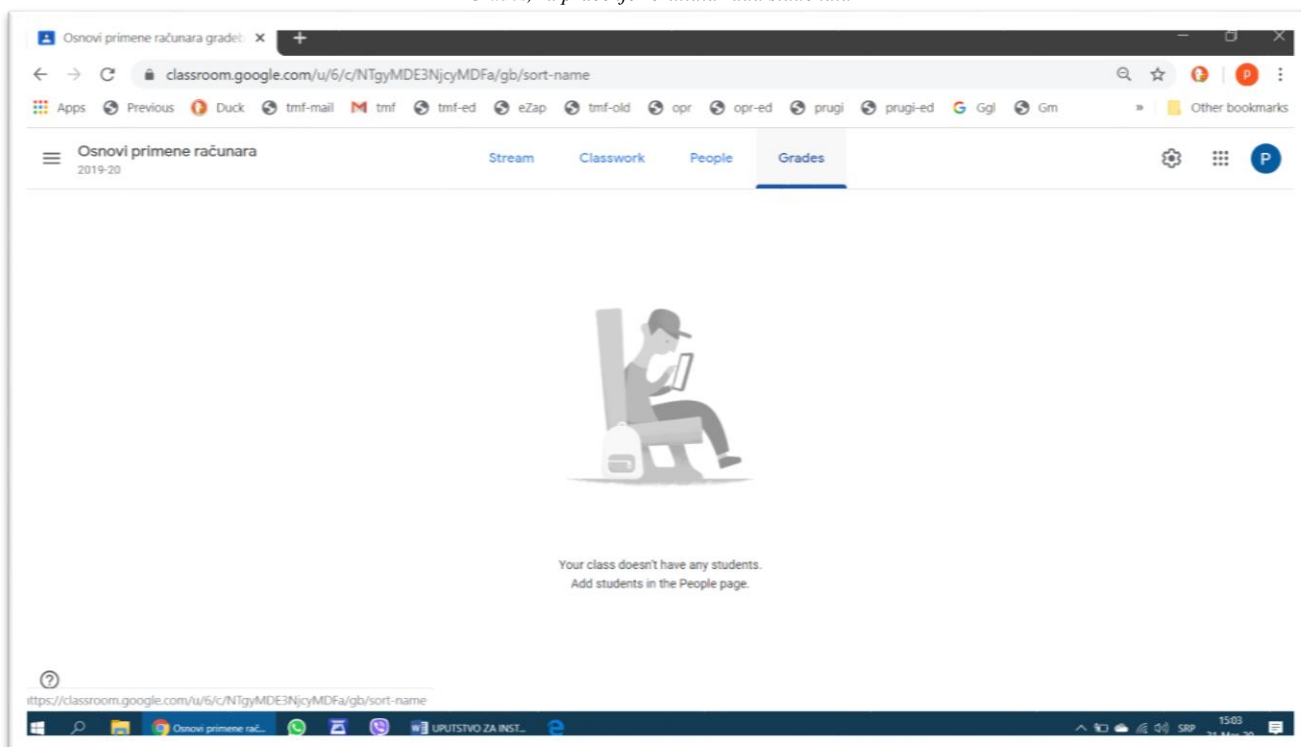 Osnovi primene računara gradeb
classroom.google.com/u/6/c/NTgyMDE3NjcyMDFa/gb/sort-name
P
Apps Previous Duck tmf-mail tmf tmf-ed eZap tmf-old opr opr-ed prugi prugi-ed Ggl Gm » Other bookmarks
Osnovi primene računara
2019-20
Stream Classwork People Grades
P
Your class doesn't have any students.
Add students in the People page.
ttps://classroom.google.com/u/6/c/NTgyMDE3NjcyMDFa/gb/sort-name
Osnovi primene rač... UPUTSTVO ZA INST... SRP 15:03